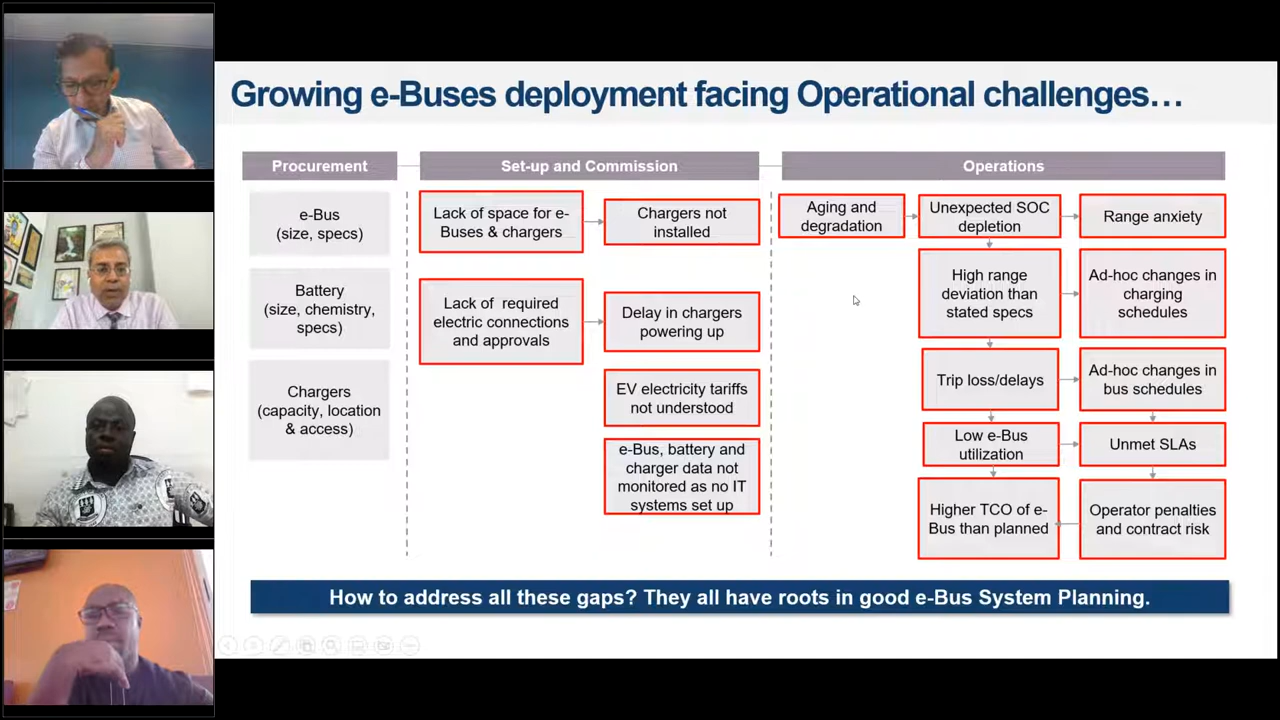 Growing e-Buses deployment facing Operational challenges…
Procurement
Set-up and Commission
Operations
e-Bus
(size, specs)
Battery
(size, chemistry,
specs)
Chargers
(capacity, location
& access)
Lack of space for e-
Buses & chargers
Chargers not
installed
Lack of required
electric connections
and approvals
Delay in chargers
powering up
EV electricity tariffs
not understood
e-Bus, battery and
charger data not
monitored as no IT
systems set up
Aging and
degradation
Unexpected SOC
depletion
Range anxiety
High range
deviation than
stated specs
Ad-hoc changes in
charging
schedules
Trip loss/delays
Ad-hoc changes in
bus schedules
Low e-Bus
utilization
Unmet SLAs
Higher TCO of e-
Bus than planned
Operator penalties
and contract risk
How to address all these gaps? They all have roots in good e-Bus System Planning.